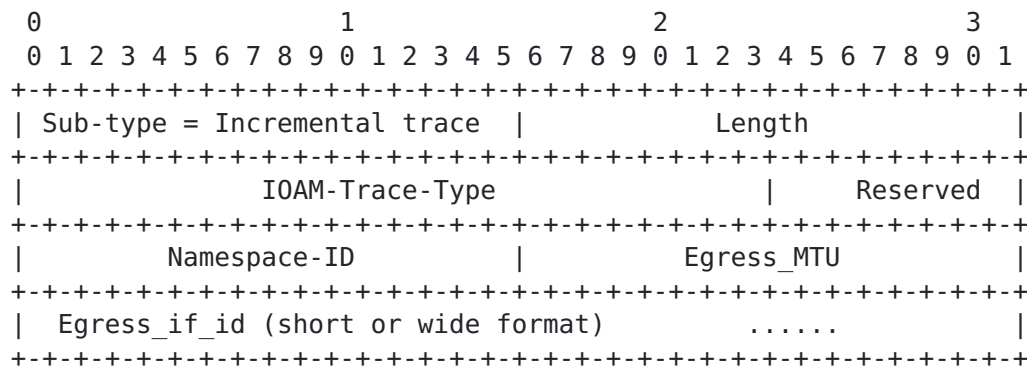 0                   1                   2                   3
 0 1 2 3 4 5 6 7 8 9 0 1 2 3 4 5 6 7 8 9 0 1 2 3 4 5 6 7 8 9 0 1
+-+-+-+-+-+-+-+-+-+-+-+-+-+-+-+-+-+-+-+-+-+-+-+-+-+-+-+-+-+-+-+-+
| Sub-type = Incremental trace  |            Length             |
+-+-+-+-+-+-+-+-+-+-+-+-+-+-+-+-+-+-+-+-+-+-+-+-+-+-+-+-+-+-+-+-+
|               IOAM-Trace-Type                 |     Reserved  |
+-+-+-+-+-+-+-+-+-+-+-+-+-+-+-+-+-+-+-+-+-+-+-+-+-+-+-+-+-+-+-+-+
|         Namespace-ID          |          Egress_MTU           |
+-+-+-+-+-+-+-+-+-+-+-+-+-+-+-+-+-+-+-+-+-+-+-+-+-+-+-+-+-+-+-+-+
|  Egress_if_id (short or wide format)         ......           |
+-+-+-+-+-+-+-+-+-+-+-+-+-+-+-+-+-+-+-+-+-+-+-+-+-+-+-+-+-+-+-+-+